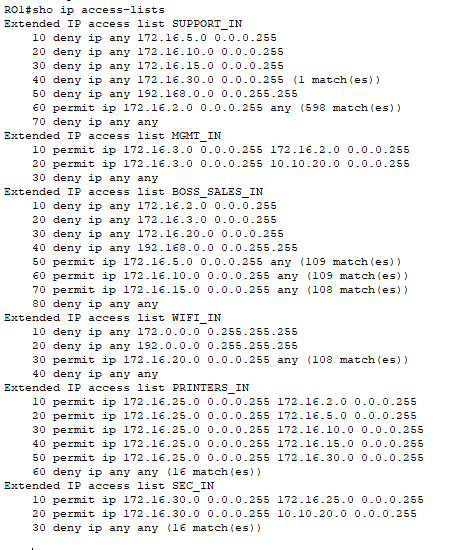 RO1#sho ip access-lists
Extended IP access list SUPPORT_IN
10 deny ip any 172.16.5.0 0.0.0.255
20 deny ip any 172.16.10.0 0.0.0.255
30 deny ip any 172.16.15.0 0.0.0.255
40 deny ip any 172.16.30.0 0.0.0.255 (1 match(es))
50 deny ip any 192.168.0.0 0.0.255.255
60 permit ip 172.16.2.0 0.0.0.255 any (598 match(es))
70 deny ip any any
Extended IP access list MGMT_IN
10 permit ip 172.16.3.0 0.0.0.255 172.16.2.0 0.0.0.255
20 permit ip 172.16.3.0 0.0.0.255 10.10.20.0 0.0.0.255
30 deny ip any any
Extended IP access list BOSS_SALES_IN
10 deny ip any 172.16.2.0 0.0.0.255
20 deny ip any 172.16.3.0 0.0.0.255
30 deny ip any 172.16.20.0 0.0.0.255
40 deny ip any 192.168.0.0 0.0.255.255
50 permit ip 172.16.5.0 0.0.0.255 any (109 match(es))
60 permit ip 172.16.10.0 0.0.0.255 any (109 match(es))
70 permit ip 172.16.15.0 0.0.0.255 any (108 match(es))
80 deny ip any any
Extended IP access list WIFI_IN
10 deny ip any 172.0.0.0 0.255.255.255
20 deny ip any 192.0.0.0 0.255.255.255
30 permit ip 172.16.20.0 0.0.0.255 any (108 match(es))
40 deny ip any any
Extended IP access list PRINTERS_IN
10 permit ip 172.16.25.0 0.0.0.255 172.16.2.0 0.0.0.255
20 permit ip 172.16.25.0 0.0.0.255 172.16.5.0 0.0.0.255
30 permit ip 172.16.25.0 0.0.0.255 172.16.10.0 0.0.0.255
40 permit ip 172.16.25.0 0.0.0.255 172.16.15.0 0.0.0.255
50 permit ip 172.16.25.0 0.0.0.255 172.16.30.0 0.0.0.255
60 deny ip any any (16 match(es))
Extended IP access list SEC_IN
10 permit ip 172.16.30.0 0.0.0.255 172.16.25.0 0.0.0.255
20 permit ip 172.16.30.0 0.0.0.255 10.10.20.0 0.0.0.255
30 deny ip any any (16 match(es))